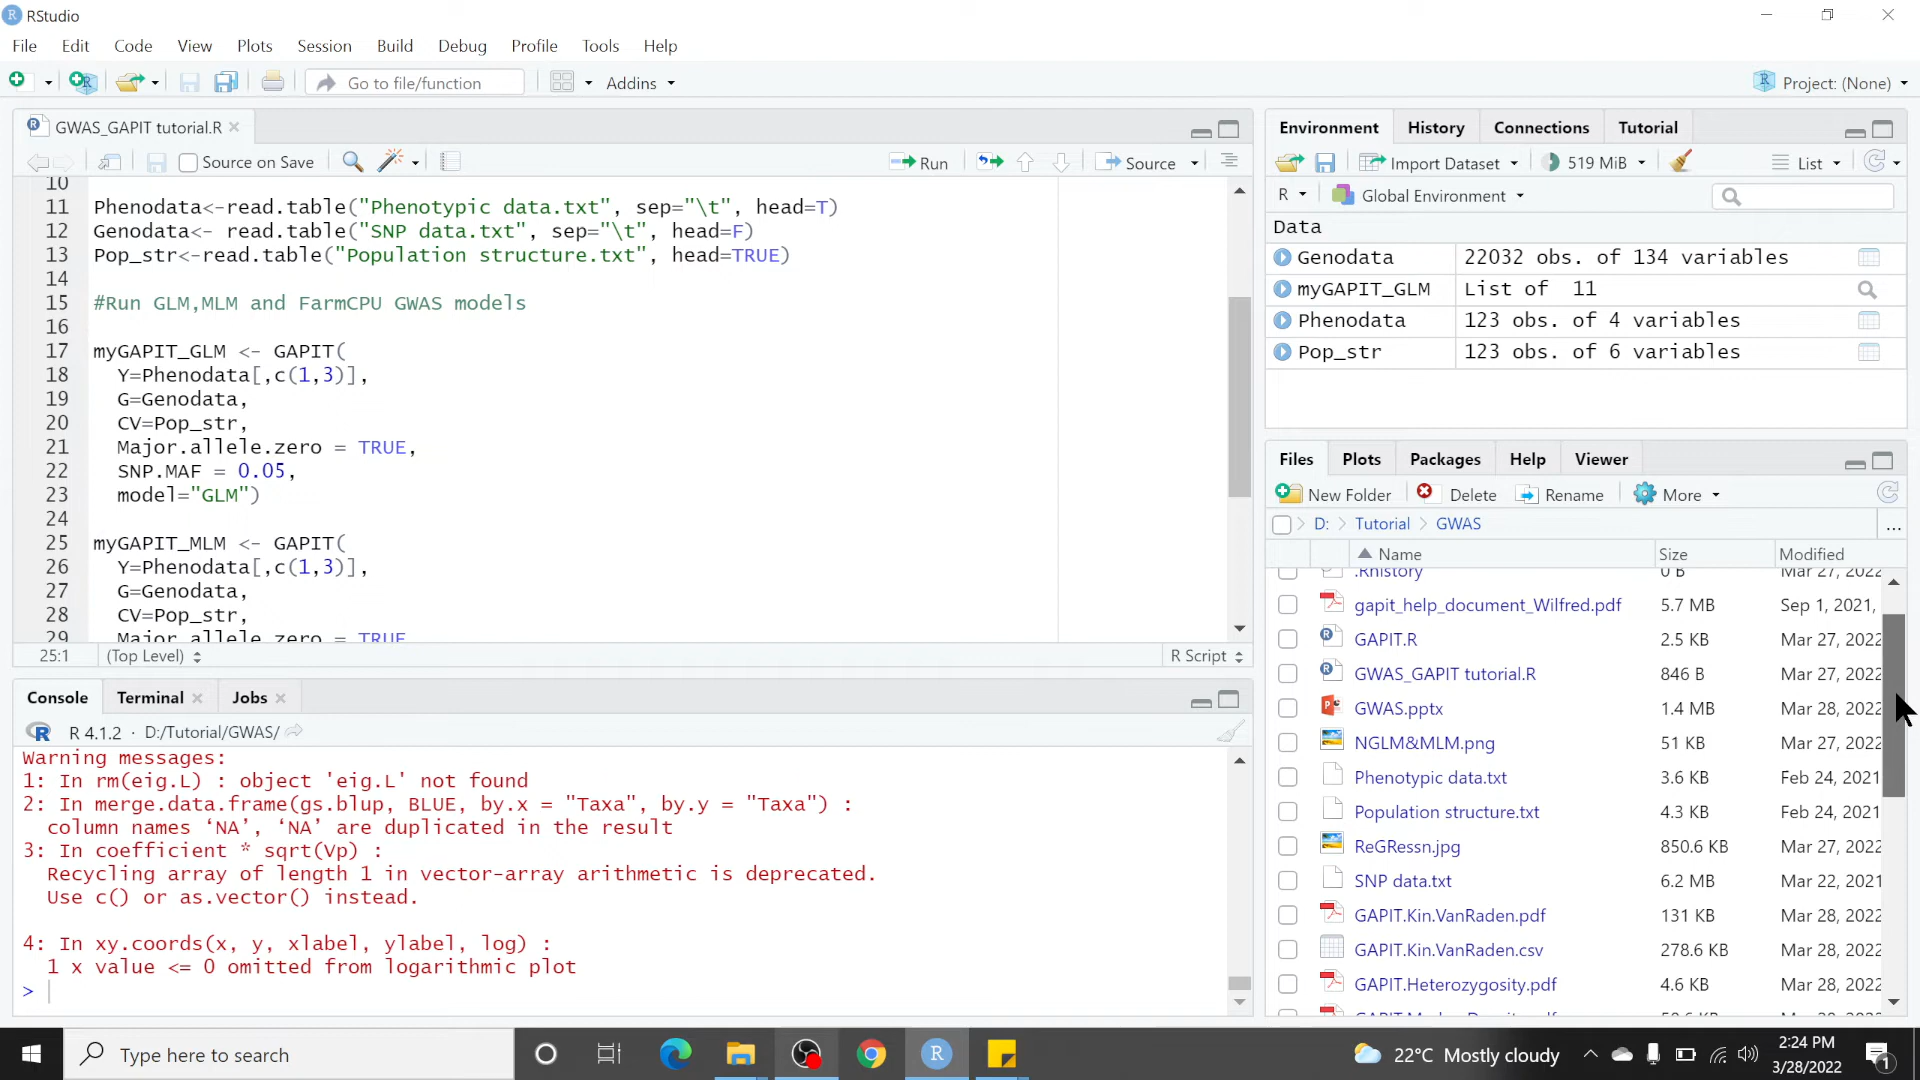 RStudio
File Edit Code View Plots Session Build Debug Profile Tools Help
Go to file/function Addins Project: (None)
GWAS_GAPIT tutorial.R
Source on Save Run Source
10
11 Phenodata<-read.table("Phenotypic data.txt", sep="\t", head=T)
12 Genodata<- read.table("SNP data.txt", sep="\t", head=F)
13 Pop_str<-read.table("Population structure.txt", head=TRUE)
14
15 #Run GLM,MLM and FarmCPU GWAS models
16
17 myGAPIT_GLM <- GAPIT(
18 Y=Phenodata[,c(1,3)],
19 G=Genodata,
20 CV=Pop_str,
21 Major.allele.zero = TRUE,
22 SNP.MAF = 0.05,
23 model="GLM")
24
25 myGAPIT_MLM <- GAPIT(
26 Y=Phenodata[,c(1,3)],
27 G=Genodata,
28 CV=Pop_str,
29 Major.allele.zero = TRUE
25:1 (Top Level) R Script
Console Terminal Jobs
R 4.1.2 · D:/Tutorial/GWAS/
Warning messages:
1: In rm(eig.L) : object 'eig.L' not found
2: In merge.data.frame(gs.blup, BLUE, by.x = "Taxa", by.y = "Taxa") :
column names ‘NA’, ‘NA’ are duplicated in the result
3: In coefficient * sqrt(Vp) :
Recycling array of length 1 in vector-array arithmetic is deprecated.
Use c() or as.vector() instead.
4: In xy.coords(x, y, xlabel, ylabel, log) :
1 x value <= 0 omitted from logarithmic plot
>
Environment History Connections Tutorial
Import Dataset 519 MiB List
R Global Environment
Data
Genodata 22032 obs. of 134 variables
myGAPIT_GLM List of 11
Phenodata 123 obs. of 4 variables
Pop_str 123 obs. of 6 variables
Files Plots Packages Help Viewer
New Folder Delete Rename More
D: Tutorial GWAS ...
Name Size Modified
.Rhistory 0 B Mar 27, 2022
gapit_help_document_Wilfred.pdf 5.7 MB Sep 1, 2021,
GAPIT.R 2.5 KB Mar 27, 2022
GWAS_GAPIT tutorial.R 846 B Mar 27, 2022
GWAS.pptx 1.4 MB Mar 28, 2022
NGLM&MLM.png 51 KB Mar 27, 2022
Phenotypic data.txt 3.6 KB Feb 24, 2021
Population structure.txt 4.3 KB Feb 24, 2021
ReGRessn.jpg 850.6 KB Mar 27, 2022
SNP data.txt 6.2 MB Mar 22, 2021
GAPIT.Kin.VanRaden.pdf 131 KB Mar 28, 2022
GAPIT.Kin.VanRaden.csv 278.6 KB Mar 28, 2022
GAPIT.Heterozygosity.pdf 4.6 KB Mar 28, 2022
Type here to search
22°C Mostly cloudy
2:24 PM
3/28/2022
1